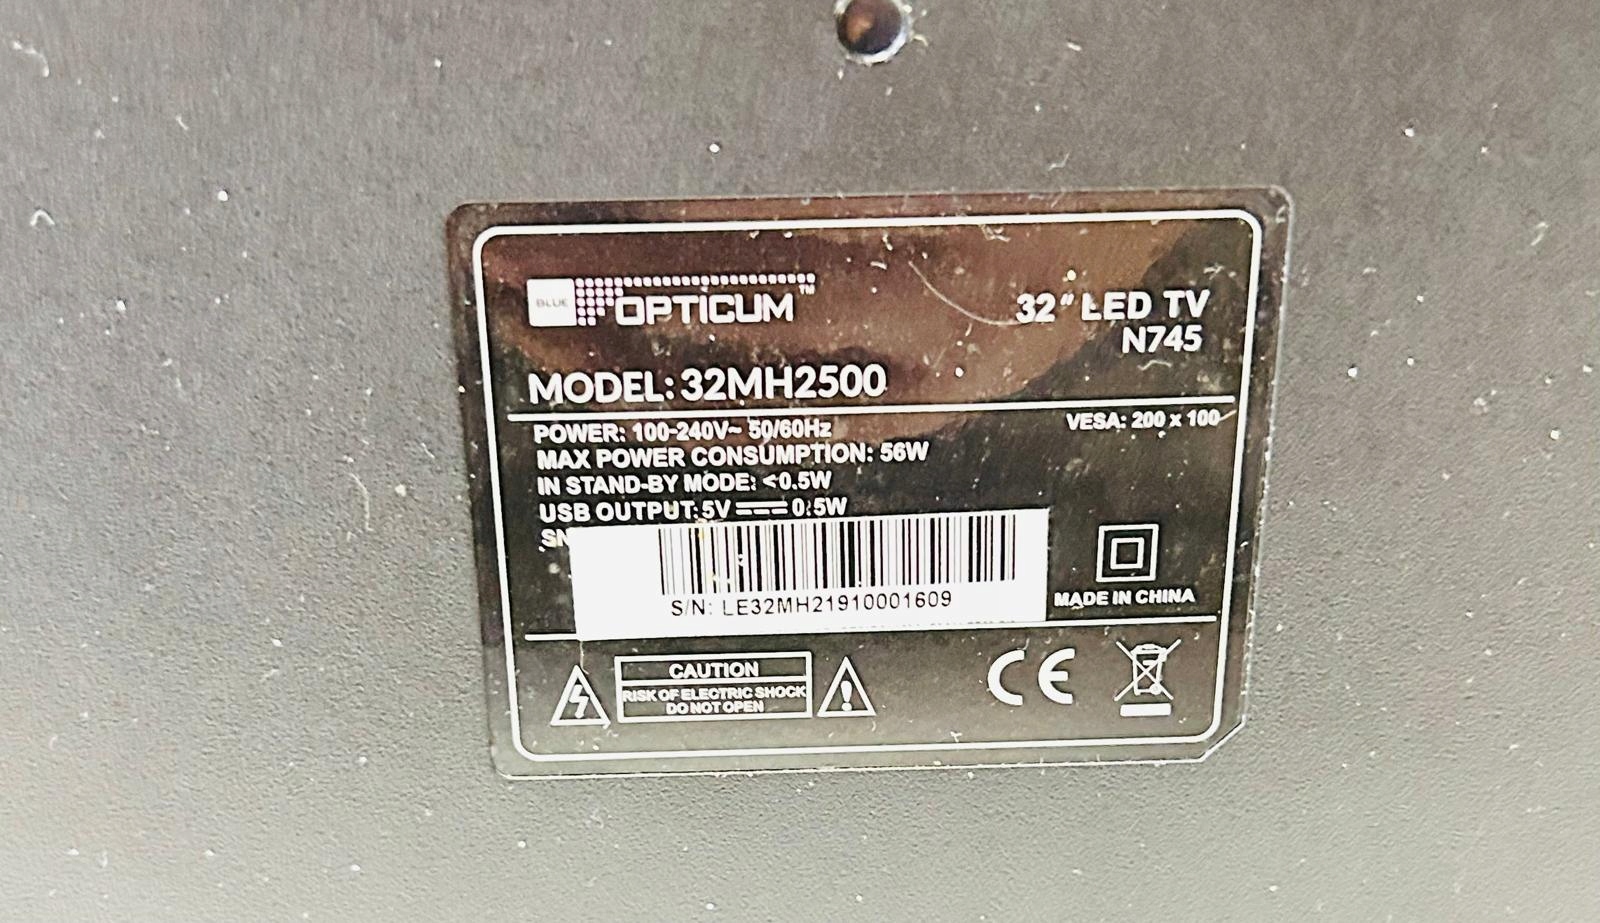 BLUE OPTICUM™
32" LED TV
N745
MODEL: 32MH2500
POWER: 100-240V~ 50/60Hz
VESA: 200 x 100
MAX POWER CONSUMPTION: 56W
IN STAND-BY MODE: <0.5W
USB OUTPUT: 5V ⎓ 0.5W
SN
S/N: LE32MH21910001609
MADE IN CHINA
CAUTION
RISK OF ELECTRIC SHOCK
DO NOT OPEN
CE